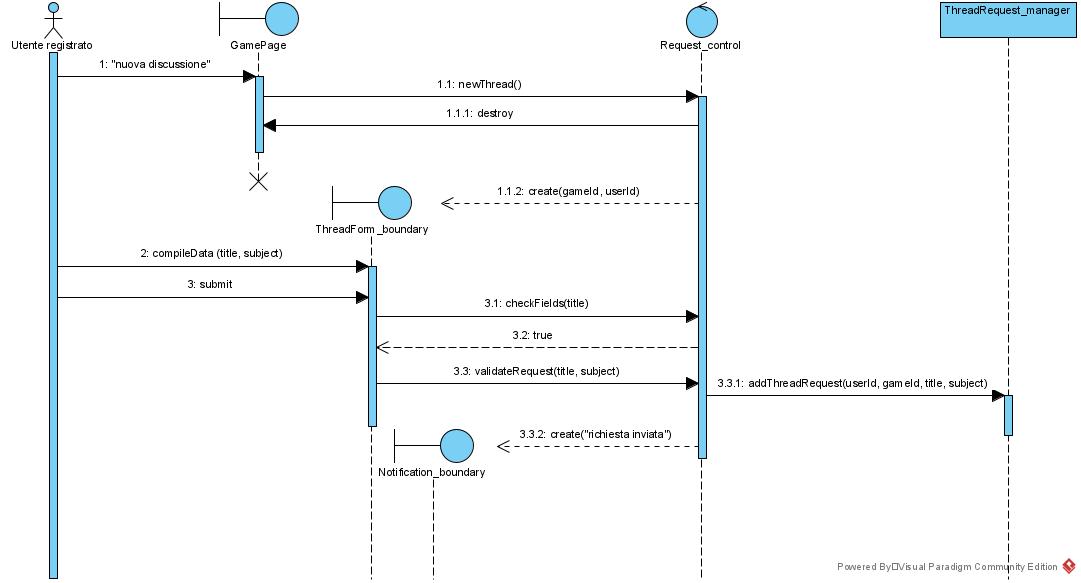 ThreadRequest_manager
Utente registrato
GamePage
Request_control
1: "nuova discussione"
1.1: newThread()
1.1.1: destroy
1.1.2: create(gameId, userId)
ThreadForm_boundary
2: compileData (title, subject)
3: submit
3.1: checkFields(title)
3.2: true
3.3: validateRequest(title, subject)
3.3.1: addThreadRequest(userId, gameId, title, subject)
3.3.2: create("richiesta inviata")
Notification_boundary
Powered By Visual Paradigm Community Edition